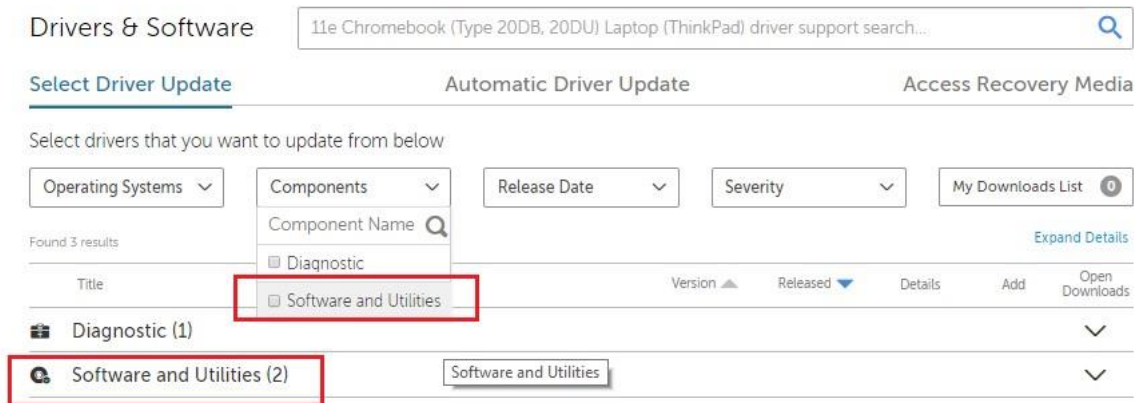 Drivers & Software
11e Chromebook (Type 20DB, 20DU) Laptop (ThinkPad) driver support search...
Select Driver Update
Automatic Driver Update
Access Recovery Media
Select drivers that you want to update from below
Operating Systems
Components
Release Date
Severity
My Downloads List 0
Component Name
Found 3 results
Expand Details
Diagnostic
Software and Utilities
Title
Version
Released
Details
Add
Open
Downloads
Diagnostic (1)
Software and Utilities (2)
Software and Utilities